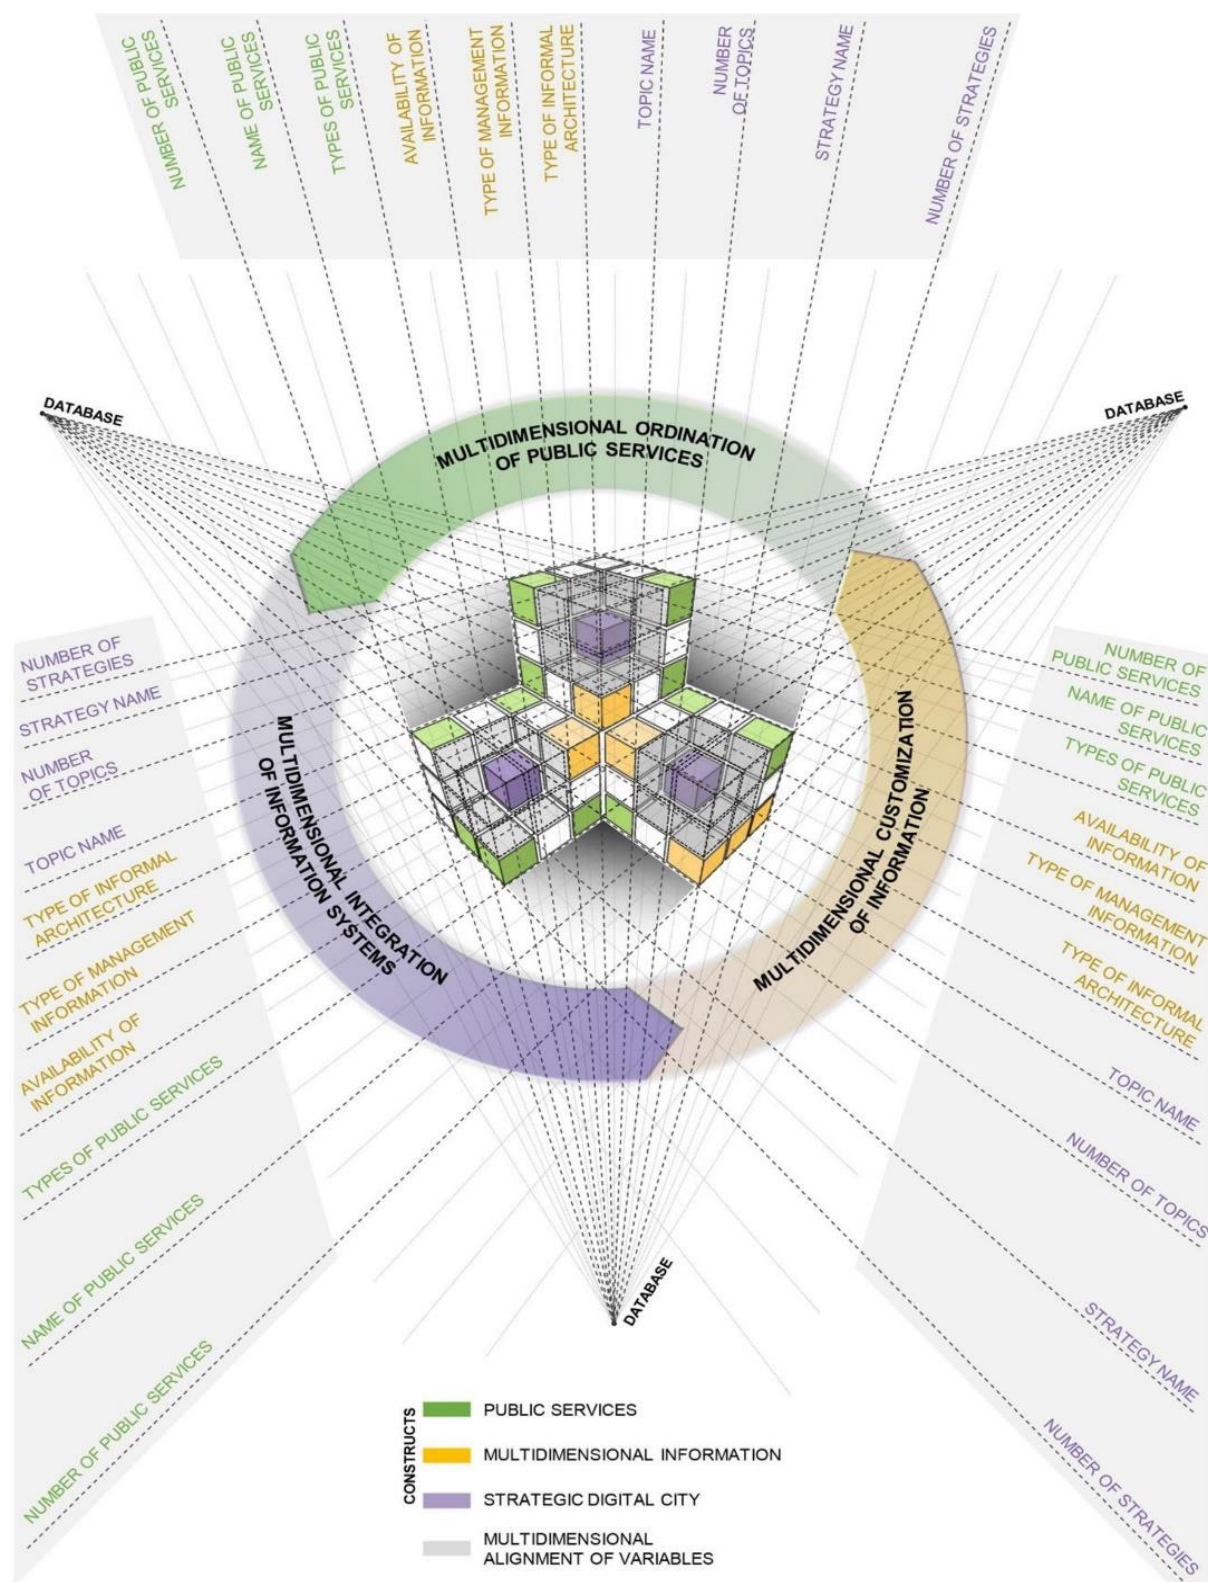 NUMBER OF PUBLIC
SERVICES
NAME OF PUBLIC
SERVICES
TYPES OF PUBLIC
SERVICES
AVAILABILITY OF
INFORMATION
TYPE OF MANAGEMENT
INFORMATION
TYPE OF INFORMAL
ARCHITECTURE
TOPIC NAME
NUMBER
OF TOPICS
STRATEGY NAME
NUMBER OF STRATEGIES
DATABASE
DATABASE
MULTIDIMENSIONAL ORDINATION
OF PUBLIC SERVICES
MULTIDIMENSIONAL INTEGRATION
OF INFORMATION SYSTEMS
MULTIDIMENSIONAL CUSTOMIZATION
OF INFORMATION
NUMBER OF
STRATEGIES
STRATEGY NAME
NUMBER
OF TOPICS
TOPIC NAME
TYPE OF INFORMAL
ARCHITECTURE
TYPE OF MANAGEMENT
INFORMATION
AVAILABILITY OF
INFORMATION
TYPES OF PUBLIC SERVICES
NAME OF PUBLIC SERVICES
NUMBER OF PUBLIC SERVICES
NUMBER OF
PUBLIC SERVICES
NAME OF PUBLIC
SERVICES
TYPES OF PUBLIC
SERVICES
AVAILABILITY OF
INFORMATION
TYPE OF MANAGEMENT
INFORMATION
TYPE OF INFORMAL
ARCHITECTURE
TOPIC NAME
NUMBER OF TOPICS
STRATEGY NAME
NUMBER OF STRATEGIES
DATABASE
CONSTRUCTS
PUBLIC SERVICES
MULTIDIMENSIONAL INFORMATION
STRATEGIC DIGITAL CITY
MULTIDIMENSIONAL
ALIGNMENT OF VARIABLES